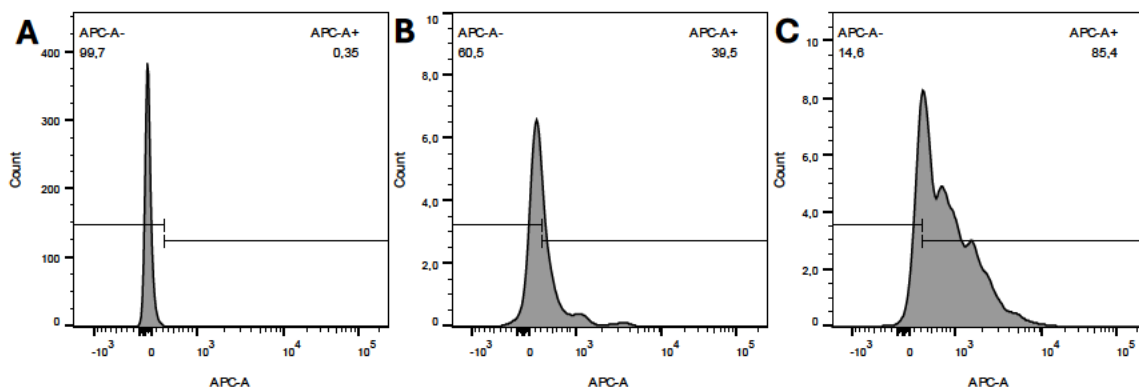 A
APC-A-
99,7
APC-A+
0,35
400
300
200
100
0
Count
-10³
0
10³
10⁴
10⁵
APC-A
B
10
APC-A-
60,5
APC-A+
39,5
8,0
6,0
4,0
2,0
0
Count
-10³
0
10³
10⁴
10⁵
APC-A
C
APC-A-
14,6
APC-A+
85,4
10
8,0
6,0
4,0
2,0
0
Count
-10³
0
10³
10⁴
10⁵
APC-A